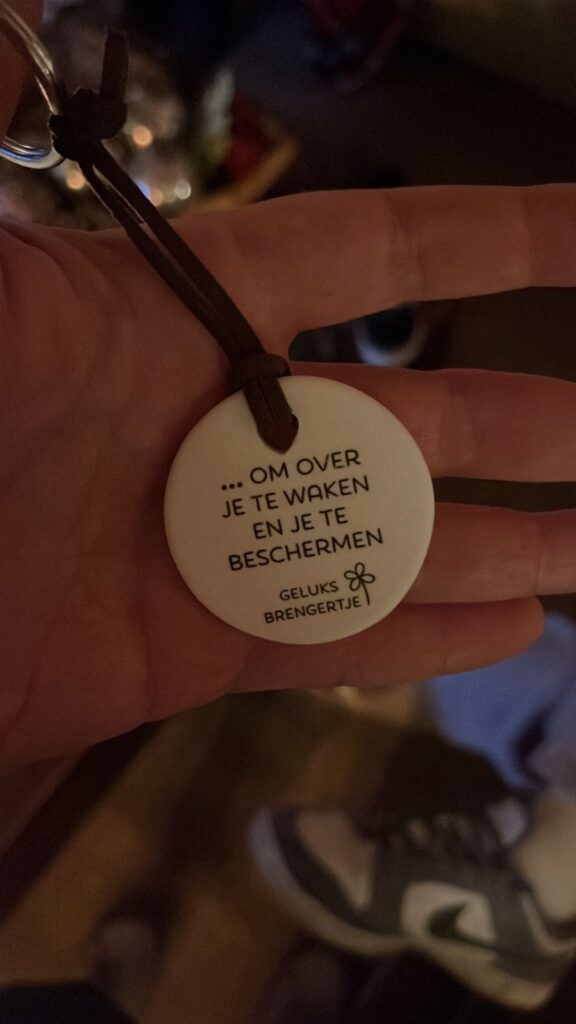 ... OM OVER
JE TE WAKEN
EN JE TE
BESCHERMEN
GELUKS
BRENGERTJE